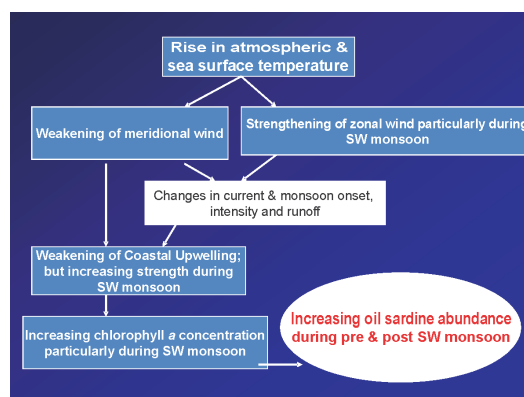 Rise in atmospheric &
sea surface temperature
Weakening of meridional wind
Strengthening of zonal wind particularly during
SW monsoon
Changes in current & monsoon onset,
intensity and runoff
Weakening of Coastal Upwelling;
but increasing strength during
SW monsoon
Increasing chlorophyll a concentration
particularly during SW monsoon
Increasing oil sardine abundance
during pre & post SW monsoon